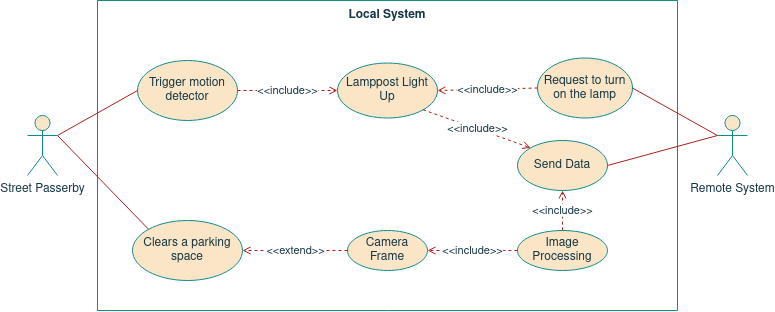 Local System
Trigger motion
detector
<<include>>
Lamppost Light
Up
<<include>>
Request to turn
on the lamp
<<include>>
Send Data
Street Passerby
Remote System
<<include>>
Clears a parking
space
<<extend>>
Camera
Frame
<<include>>
Image
Processing